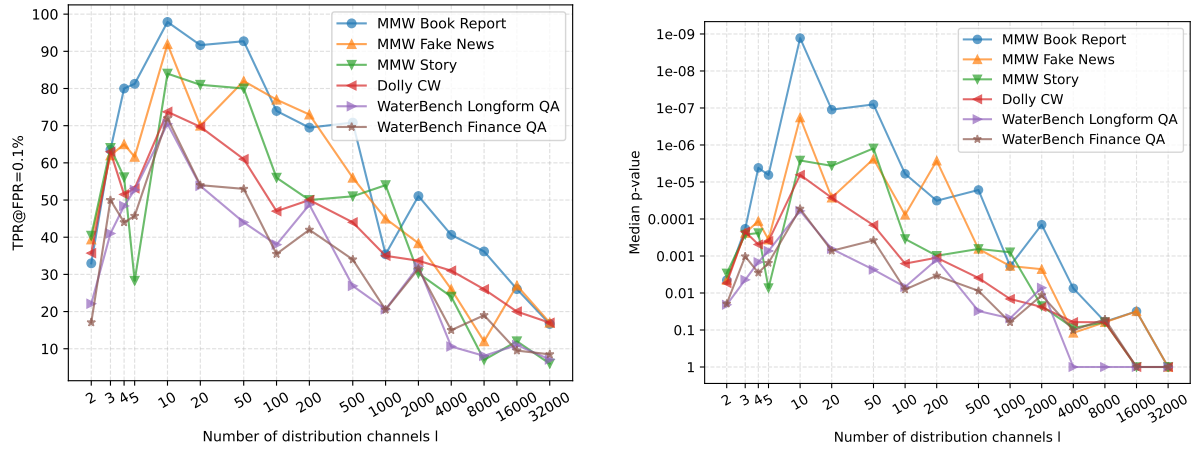 100
90
80
70
60
50
40
30
20
10
TPR@FPR=0.1%
MMW Book Report
MMW Fake News
MMW Story
Dolly CW
WaterBench Longform QA
WaterBench Finance QA
2 3 4 5 10 20 50 100 200 500 1000 2000 4000 8000 16000 32000
Number of distribution channels l
1e-09
1e-08
1e-07
1e-06
1e-05
0.0001
0.001
0.01
0.1
1
Median p-value
MMW Book Report
MMW Fake News
MMW Story
Dolly CW
WaterBench Longform QA
WaterBench Finance QA
2 3 4 5 10 20 50 100 200 500 1000 2000 4000 8000 16000 32000
Number of distribution channels l